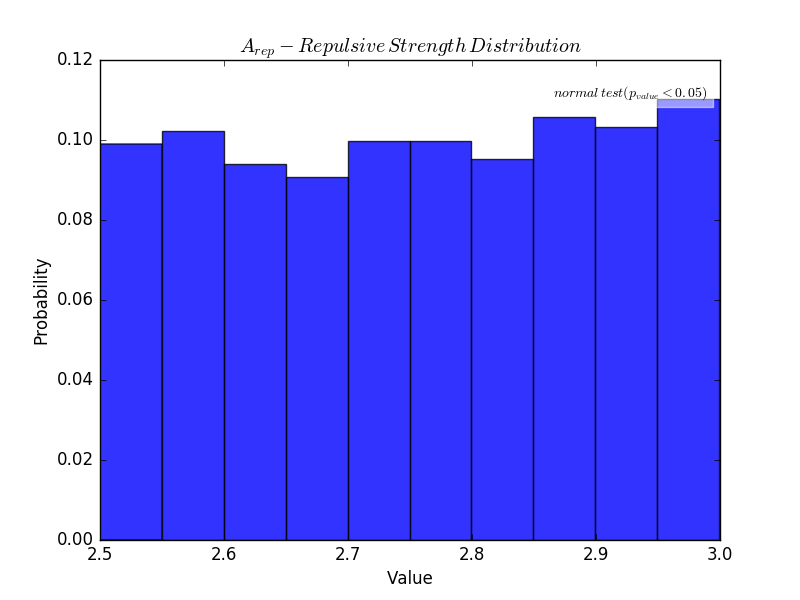 A_rep − Repulsive Strength Distribution
normal test(p_value < 0.05)
0.12
0.10
0.08
0.06
0.04
0.02
0.00
Probability
2.5 2.6 2.7 2.8 2.9 3.0
Value